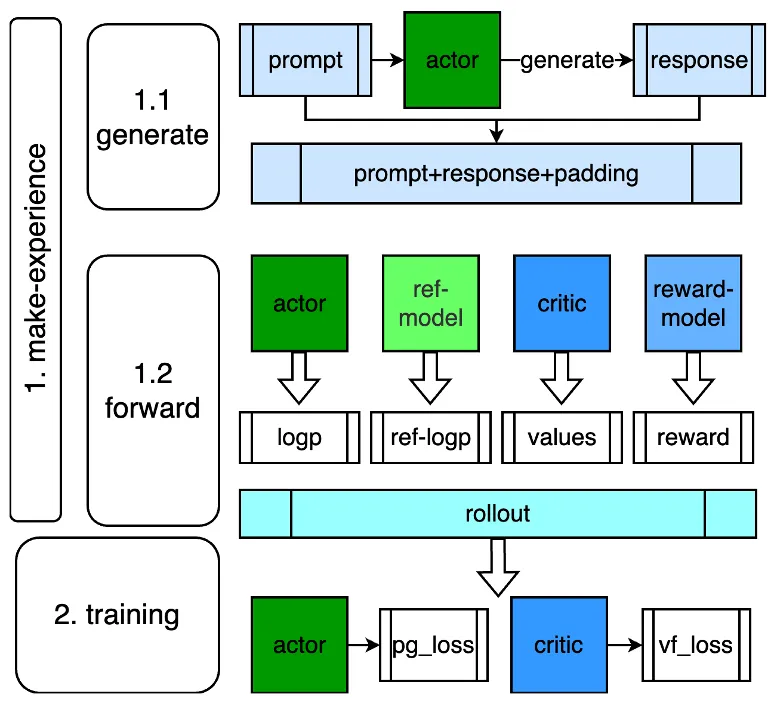 1. make-experience
1.1
generate
prompt
actor
generate
response
prompt+response+padding
1.2
forward
actor
ref-
model
critic
reward-
model
logp
ref-logp
values
reward
rollout
2. training
actor
pg_loss
critic
vf_loss